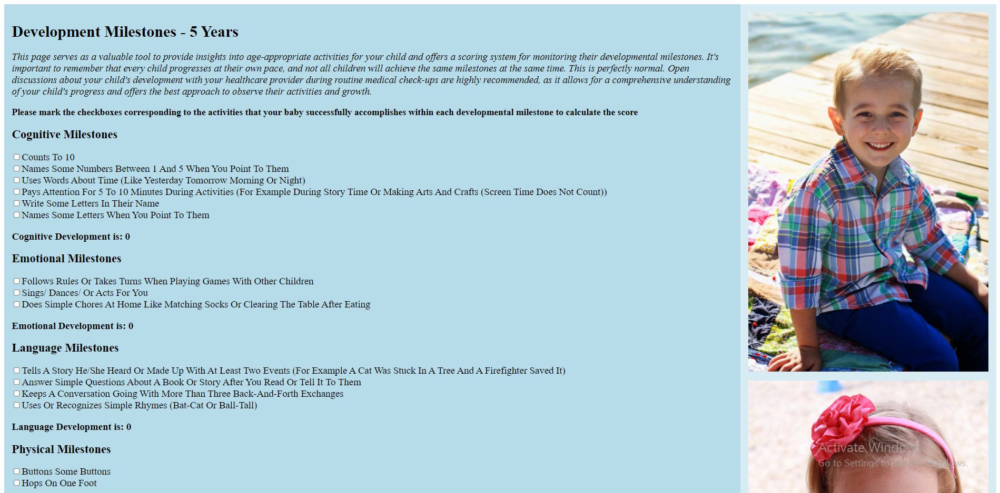 Development Milestones - 5 Years
This page serves as a valuable tool to provide insights into age-appropriate activities for your child and offers a scoring system for monitoring their developmental milestones. It's
important to remember that every child progresses at their own pace, and not all children will achieve the same milestones at the same time. This is perfectly normal. Open
discussions about your child's development with your healthcare provider during routine medical check-ups are highly recommended, as it allows for a comprehensive understanding
of your child's progress and offers the best approach to observe their activities and growth.
Please mark the checkboxes corresponding to the activities that your baby successfully accomplishes within each developmental milestone to calculate the score
Cognitive Milestones
Counts To 10
Names Some Numbers Between 1 And 5 When You Point To Them
Uses Words About Time (Like Yesterday Tomorrow Morning Or Night)
Pays Attention For 5 To 10 Minutes During Activities (For Example During Story Time Or Making Arts And Crafts (Screen Time Does Not Count))
Write Some Letters In Their Name
Names Some Letters When You Point To Them
Cognitive Development is: 0
Emotional Milestones
Follows Rules Or Takes Turns When Playing Games With Other Children
Sings/ Dances/ Or Acts For You
Does Simple Chores At Home Like Matching Socks Or Clearing The Table After Eating
Emotional Development is: 0
Language Milestones
Tells A Story He/She Heard Or Made Up With At Least Two Events (For Example A Cat Was Stuck In A Tree And A Firefighter Saved It)
Answer Simple Questions About A Book Or Story After You Read Or Tell It To Them
Keeps A Conversation Going With More Than Three Back-And-Forth Exchanges
Uses Or Recognizes Simple Rhymes (Bat-Cat Or Ball-Tall)
Language Development is: 0
Physical Milestones
Buttons Some Buttons
Hops On One Foot
Activate Windows
Go to Settings to